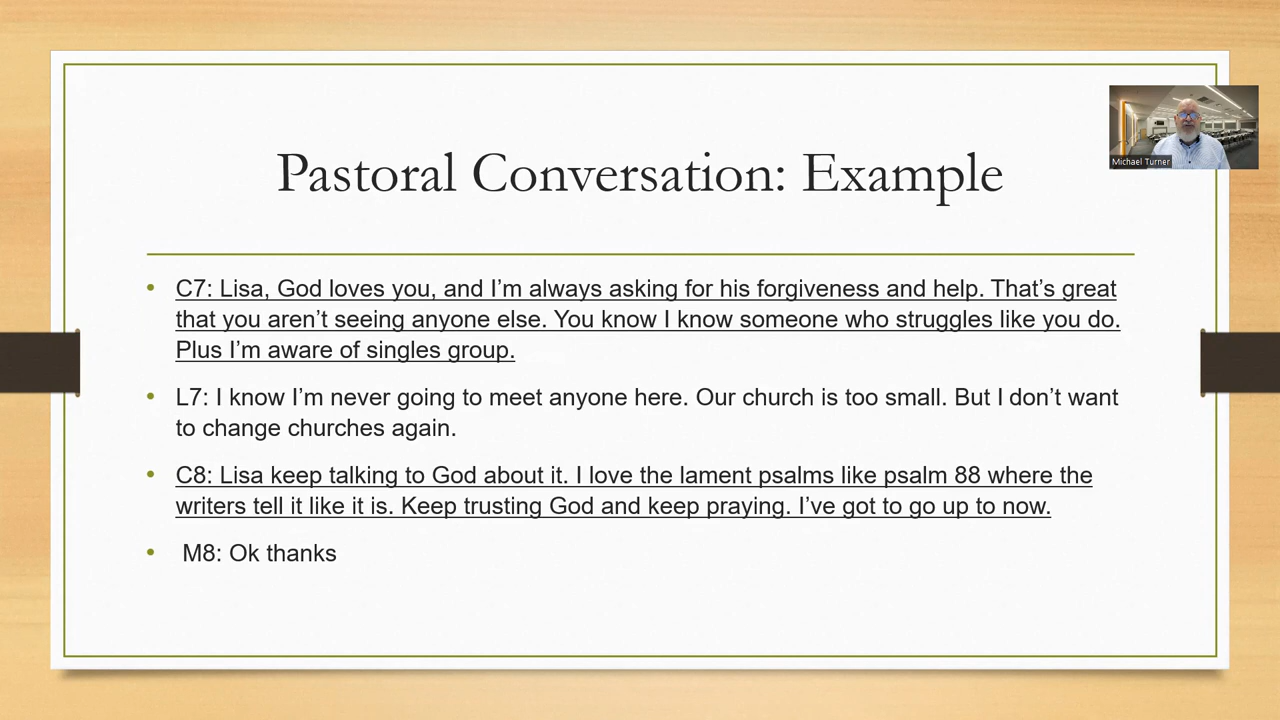 Pastoral Conversation: Example
Michael Turner
• C7: Lisa, God loves you, and I’m always asking for his forgiveness and help. That’s great
that you aren’t seeing anyone else. You know I know someone who struggles like you do.
Plus I’m aware of singles group.
• L7: I know I’m never going to meet anyone here. Our church is too small. But I don’t want
to change churches again.
• C8: Lisa keep talking to God about it. I love the lament psalms like psalm 88 where the
writers tell it like it is. Keep trusting God and keep praying. I’ve got to go up to now.
• M8: Ok thanks